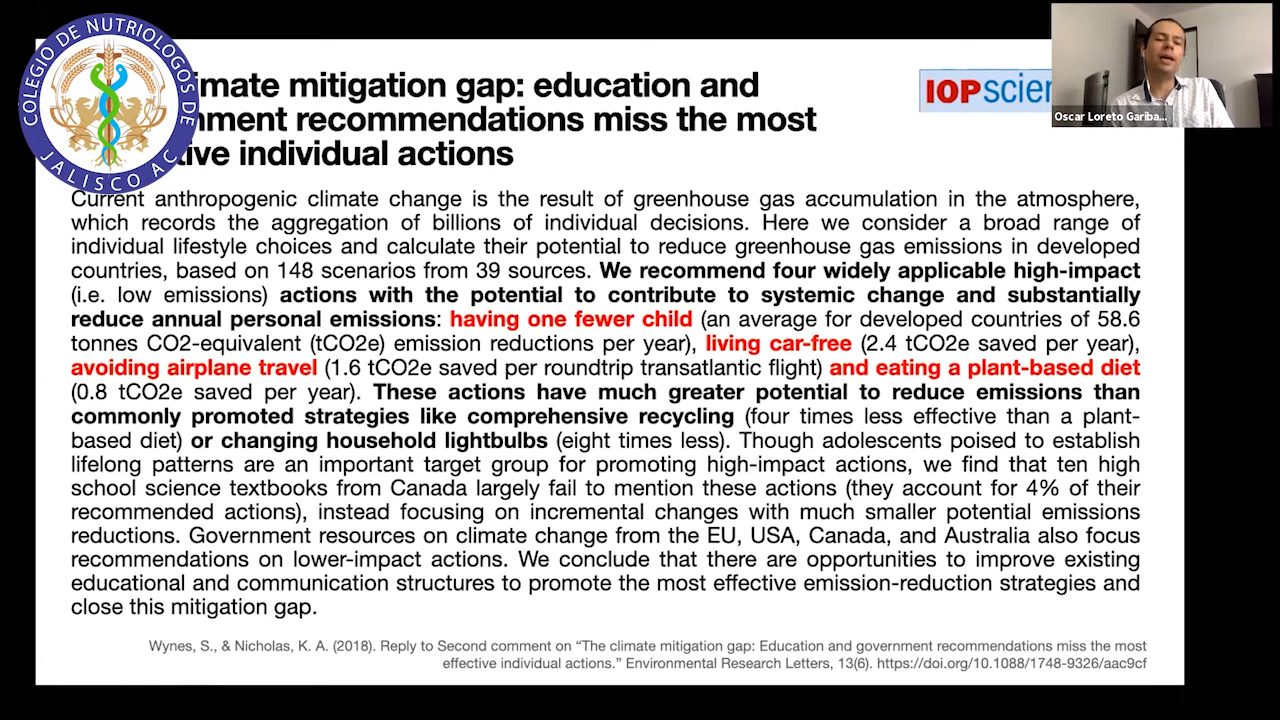 COLEGIO DE NUTRIOLOGOS DE
JALISCO AC
imate mitigation gap: education and
nment recommendations miss the most
tive individual actions
IOPscien
Oscar Loreto Gariba...
Current anthropogenic climate change is the result of greenhouse gas accumulation in the atmosphere,
which records the aggregation of billions of individual decisions. Here we consider a broad range of
individual lifestyle choices and calculate their potential to reduce greenhouse gas emissions in developed
countries, based on 148 scenarios from 39 sources. We recommend four widely applicable high-impact
(i.e. low emissions) actions with the potential to contribute to systemic change and substantially
reduce annual personal emissions: having one fewer child (an average for developed countries of 58.6
tonnes CO2-equivalent (tCO2e) emission reductions per year), living car-free (2.4 tCO2e saved per year),
avoiding airplane travel (1.6 tCO2e saved per roundtrip transatlantic flight) and eating a plant-based diet
(0.8 tCO2e saved per year). These actions have much greater potential to reduce emissions than
commonly promoted strategies like comprehensive recycling (four times less effective than a plant-
based diet) or changing household lightbulbs (eight times less). Though adolescents poised to establish
lifelong patterns are an important target group for promoting high-impact actions, we find that ten high
school science textbooks from Canada largely fail to mention these actions (they account for 4% of their
recommended actions), instead focusing on incremental changes with much smaller potential emissions
reductions. Government resources on climate change from the EU, USA, Canada, and Australia also focus
recommendations on lower-impact actions. We conclude that there are opportunities to improve existing
educational and communication structures to promote the most effective emission-reduction strategies and
close this mitigation gap.
Wynes, S., & Nicholas, K. A. (2018). Reply to Second comment on “The climate mitigation gap: Education and government recommendations miss the most
effective individual actions.” Environmental Research Letters, 13(6). https://doi.org/10.1088/1748-9326/aac9cf